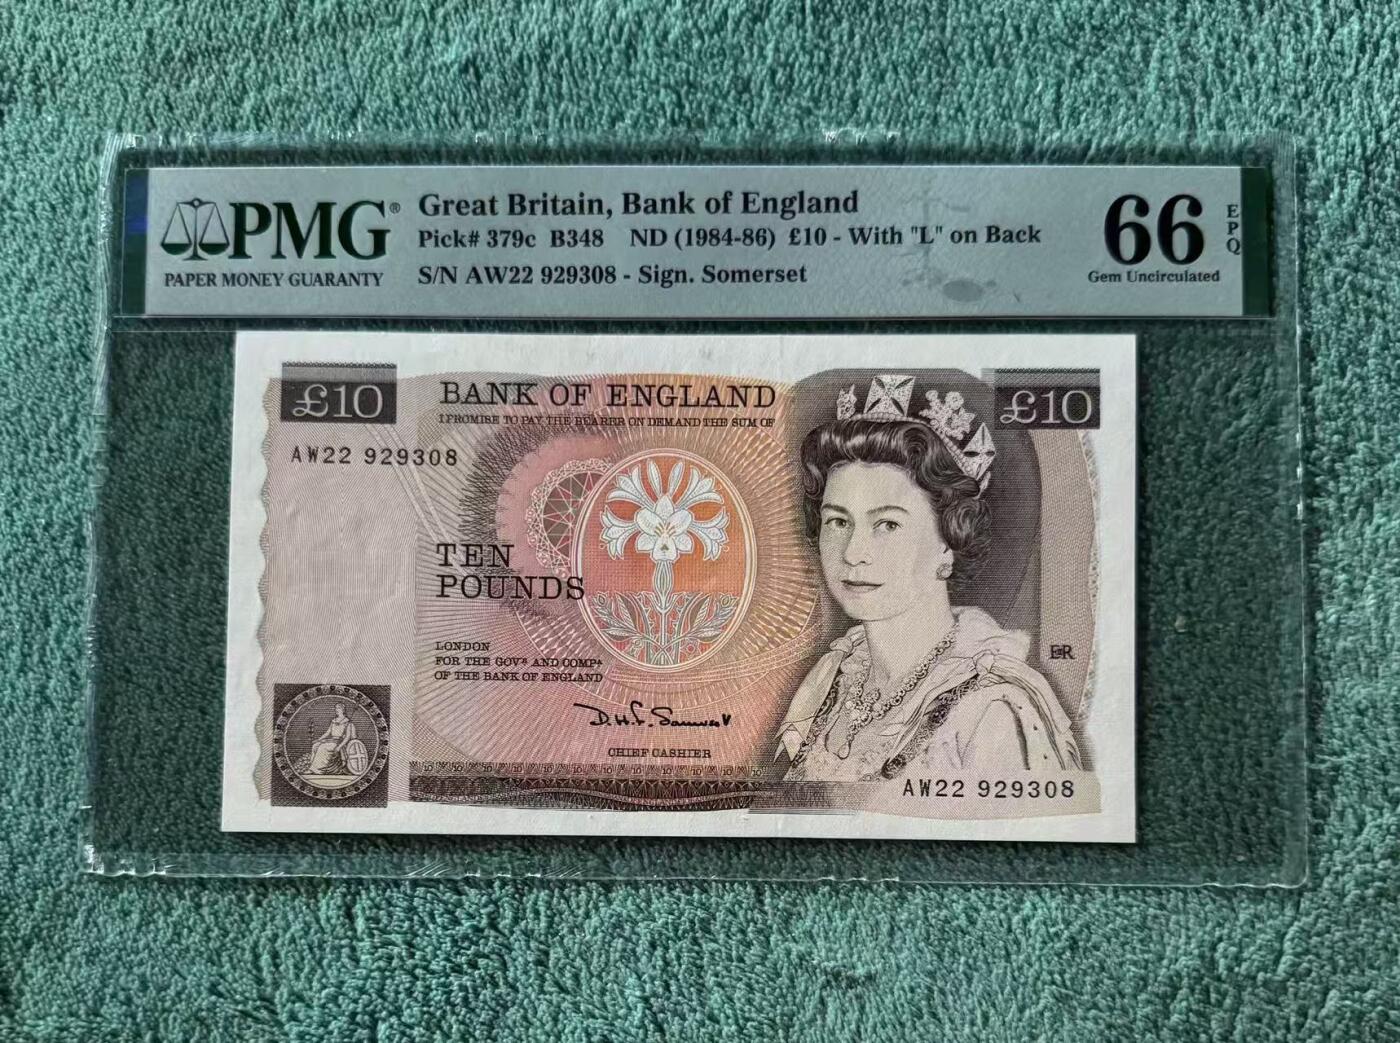 PMG®
PAPER MONEY GUARANTY
Great Britain, Bank of England
Pick# 379c B348 ND (1984-86) £10 - With "L" on Back
S/N AW22 929308 - Sign. Somerset
66 EPQ
Gem Uncirculated
£10
BANK OF ENGLAND
£10
I PROMISE TO PAY THE BEARER ON DEMAND THE SUM OF
AW22 929308
TEN
POUNDS
LONDON
FOR THE GOVR AND COMPA
OF THE BANK OF ENGLAND
EIIR
CHIEF CASHIER
AW22 929308